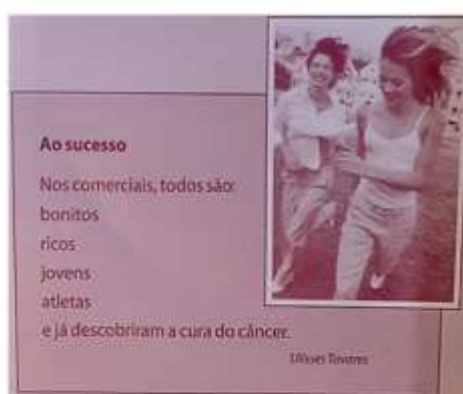 Ao sucesso
Nos comerciais, todos são:
bonitos
ricos
jovens
atletas
e já descobriram a cura do câncer.
Ulisses Tavares